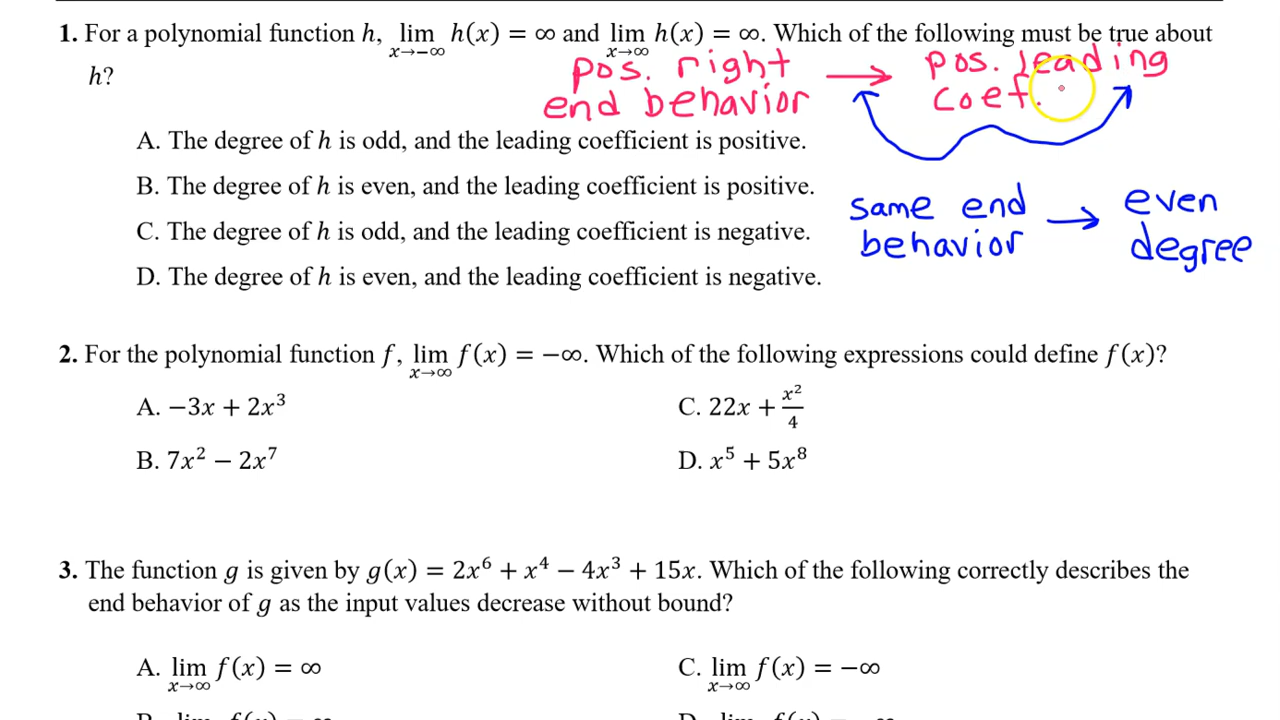 1. For a polynomial function h, lim x→−∞ h(x) = ∞ and lim x→∞ h(x) = ∞. Which of the following must be true about
h?
pos. right
end behavior → pos. leading
coef.
A. The degree of h is odd, and the leading coefficient is positive.
B. The degree of h is even, and the leading coefficient is positive.
C. The degree of h is odd, and the leading coefficient is negative.
D. The degree of h is even, and the leading coefficient is negative.
same end
behavior → even
degree
2. For the polynomial function f, lim x→∞ f(x) = −∞. Which of the following expressions could define f(x)?
A. −3x + 2x³
C. 22x + x²/4
B. 7x² − 2x⁷
D. x⁵ + 5x⁸
3. The function g is given by g(x) = 2x⁶ + x⁴ − 4x³ + 15x. Which of the following correctly describes the
end behavior of g as the input values decrease without bound?
A. lim x→∞ f(x) = ∞
C. lim x→∞ f(x) = −∞